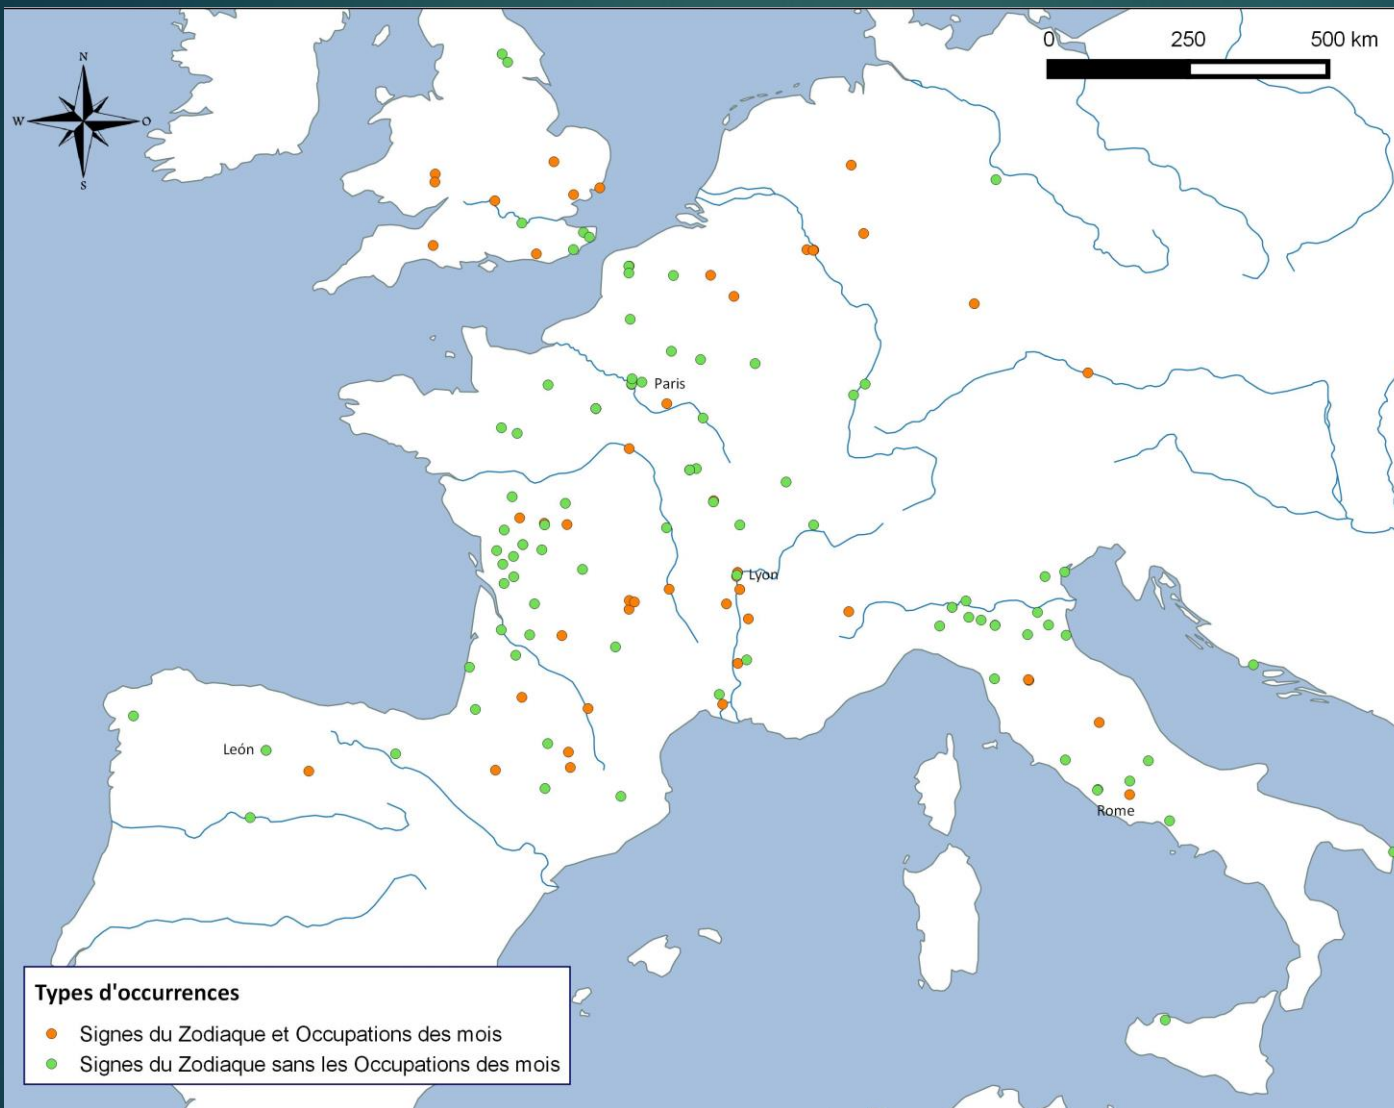 0 250 500 km
N
W O
S
Paris
Lyon
León
Rome
Types d'occurrences
Signes du Zodiaque et Occupations des mois
Signes du Zodiaque sans les Occupations des mois